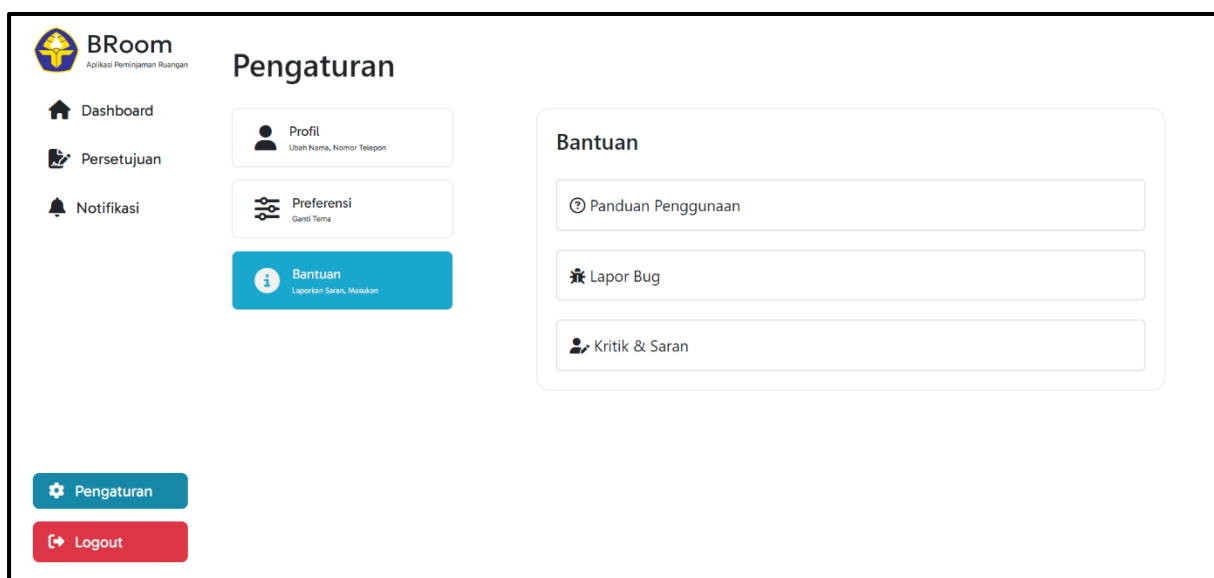 BRoom
Aplikasi Peminjaman Ruangan
Dashboard
Persetujuan
Notifikasi
Pengaturan
Logout
Pengaturan
Profil
Ubah Nama, Nomor Telepon
Preferensi
Ganti Tema
Bantuan
Laporkan Saran, Masukan
Bantuan
Panduan Penggunaan
Lapor Bug
Kritik & Saran